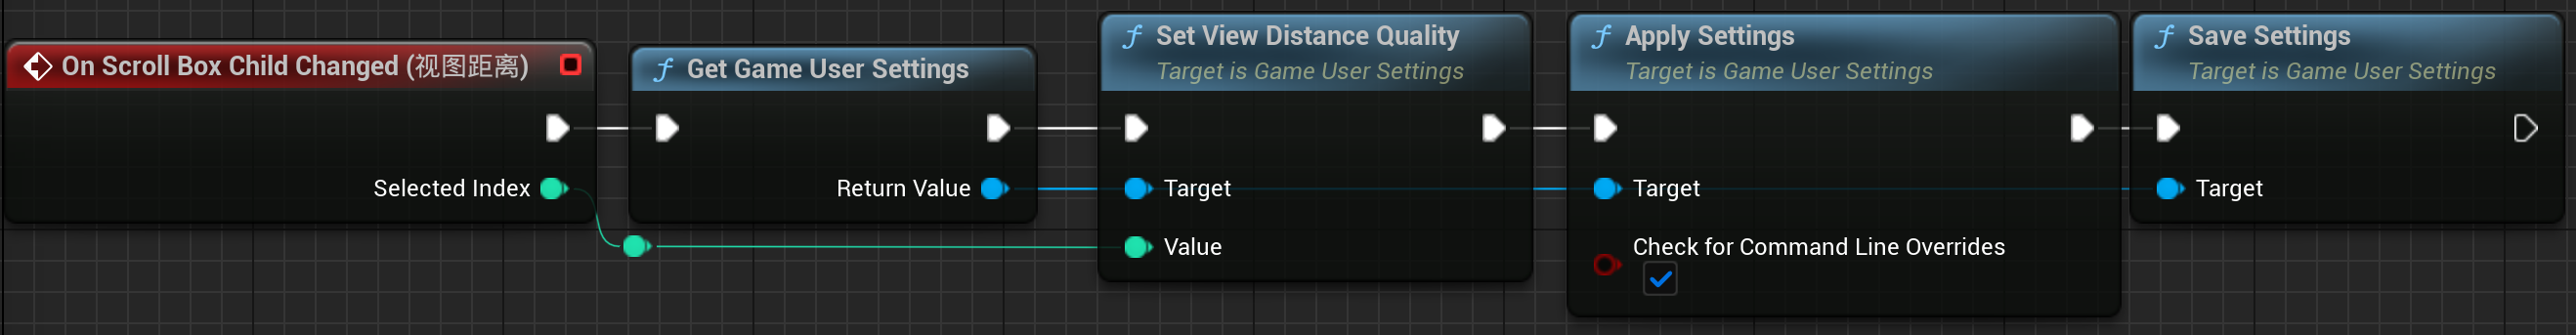 On Scroll Box Child Changed (视图距离)
Selected Index
Get Game User Settings
Return Value
Set View Distance Quality
Target is Game User Settings
Target
Value
Apply Settings
Target is Game User Settings
Target
Check for Command Line Overrides
Save Settings
Target is Game User Settings
Target